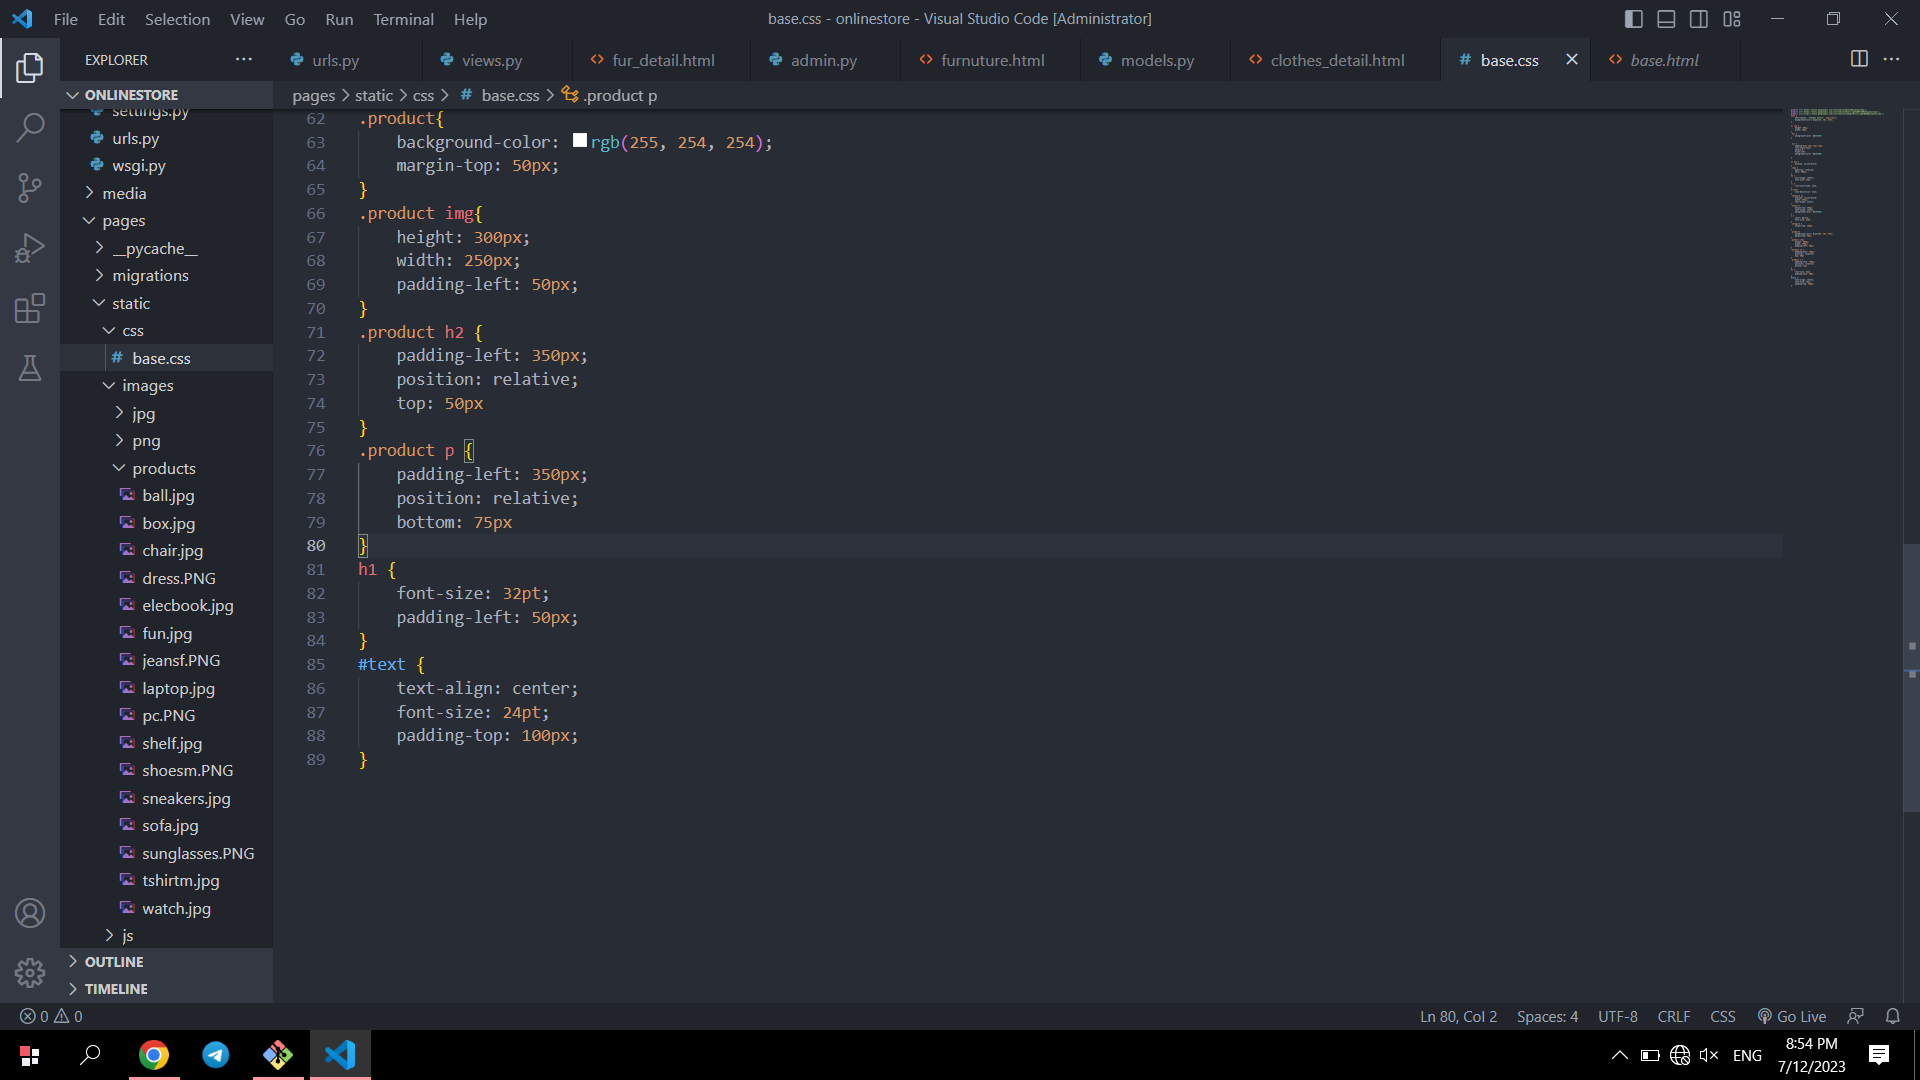 File Edit Selection View Go Run Terminal Help
base.css - onlinestore - Visual Studio Code [Administrator]
EXPLORER
urls.py
views.py
fur_detail.html
admin.py
furnuture.html
models.py
clothes_detail.html
base.css
base.html
ONLINESTORE
pages > static > css > # base.css > .product p
settings.py
urls.py
wsgi.py
media
pages
__pycache__
migrations
static
css
base.css
images
jpg
png
products
ball.jpg
box.jpg
chair.jpg
dress.PNG
elecbook.jpg
fun.jpg
jeansf.PNG
laptop.jpg
pc.PNG
shelf.jpg
shoesm.PNG
sneakers.jpg
sofa.jpg
sunglasses.PNG
tshirtm.jpg
watch.jpg
js
OUTLINE
TIMELINE
62 .product{
63     background-color: rgb(255, 254, 254);
64     margin-top: 50px;
65 }
66 .product img{
67     height: 300px;
68     width: 250px;
69     padding-left: 50px;
70 }
71 .product h2 {
72     padding-left: 350px;
73     position: relative;
74     top: 50px
75 }
76 .product p {
77     padding-left: 350px;
78     position: relative;
79     bottom: 75px
80 }
81 h1 {
82     font-size: 32pt;
83     padding-left: 50px;
84 }
85 #text {
86     text-align: center;
87     font-size: 24pt;
88     padding-top: 100px;
89 }
0 0
Ln 80, Col 2 Spaces: 4 UTF-8 CRLF CSS Go Live
ENG
8:54 PM
7/12/2023